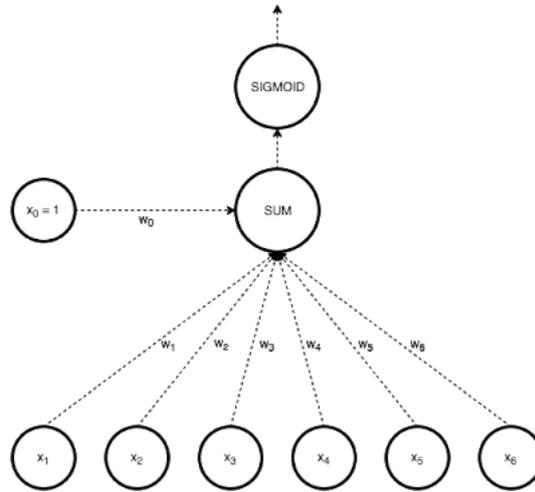 SIGMOID
x₀ = 1
SUM
w₀
w₁ w₂ w₃ w₄ w₅ w₆
x₁ x₂ x₃ x₄ x₅ x₆